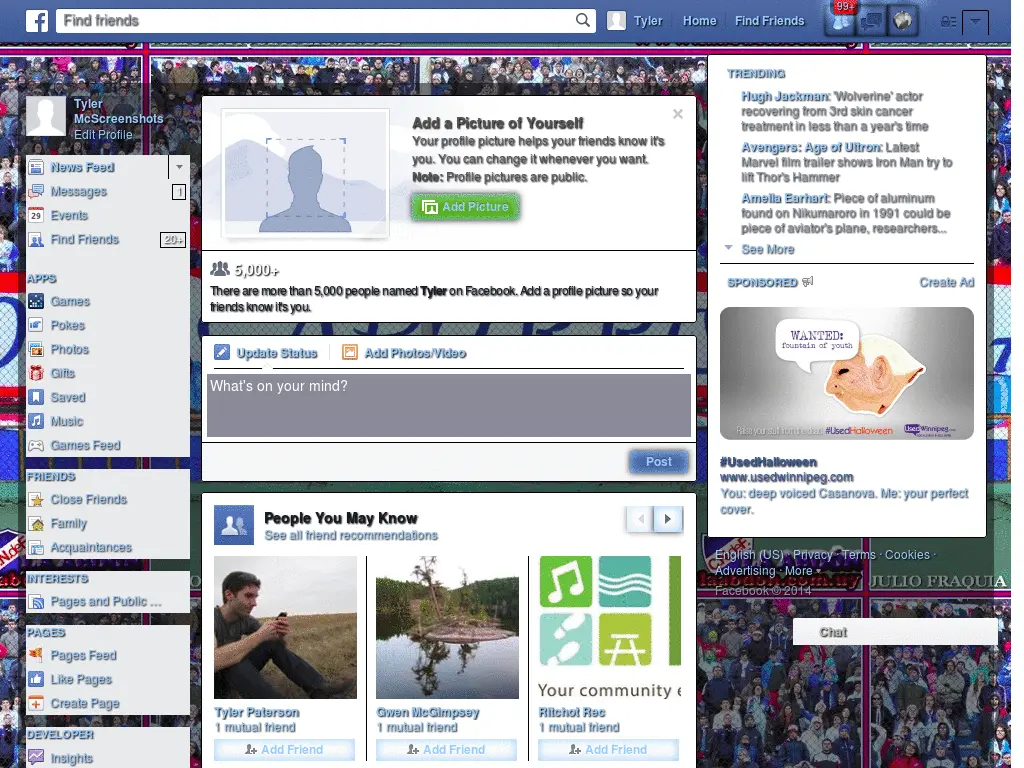 Find friends
Tyler
Home
Find Friends
99+
Tyler
McScreenshots
Edit Profile
News Feed
Messages
1
29
Events
Find Friends
20+
APPS
Games
Pokes
Photos
Gifts
Saved
Music
Games Feed
FRIENDS
Close Friends
Family
Acquaintances
INTERESTS
Pages and Public ...
PAGES
Pages Feed
Like Pages
Create Page
DEVELOPER
Insights
Add a Picture of Yourself
Your profile picture helps your friends know it's
you. You can change it whenever you want.
Note: Profile pictures are public.
Add Picture
5,000+
There are more than 5,000 people named Tyler on Facebook. Add a profile picture so your
friends know it's you.
Update Status
Add Photos/Video
What's on your mind?
Post
People You May Know
See all friend recommendations
Your community
Tyler Paterson
1 mutual friend
Add Friend
Gwen McGimpsey
1 mutual friend
Add Friend
Ritchot Rec
1 mutual friend
Add Friend
TRENDING
Hugh Jackman: 'Wolverine' actor
recovering from 3rd skin cancer
treatment in less than a year's time
Avengers: Age of Ultron: Latest
Marvel film trailer shows Iron Man try to
lift Thor's Hammer
Amelia Earhart: Piece of aluminum
found on Nikumaroro in 1991 could be
piece of aviator's plane, researchers...
See More
SPONSORED
Create Ad
WANTED:
fountain of youth
#UsedHalloween
UsedWinnipeg.com
#UsedHalloween
www.usedwinnipeg.com
You: deep voiced Casanova. Me: your perfect
cover.
English (US) · Privacy · Terms · Cookies ·
Advertising · More
Facebook © 2014
JULIO FRAQUIA
Chat